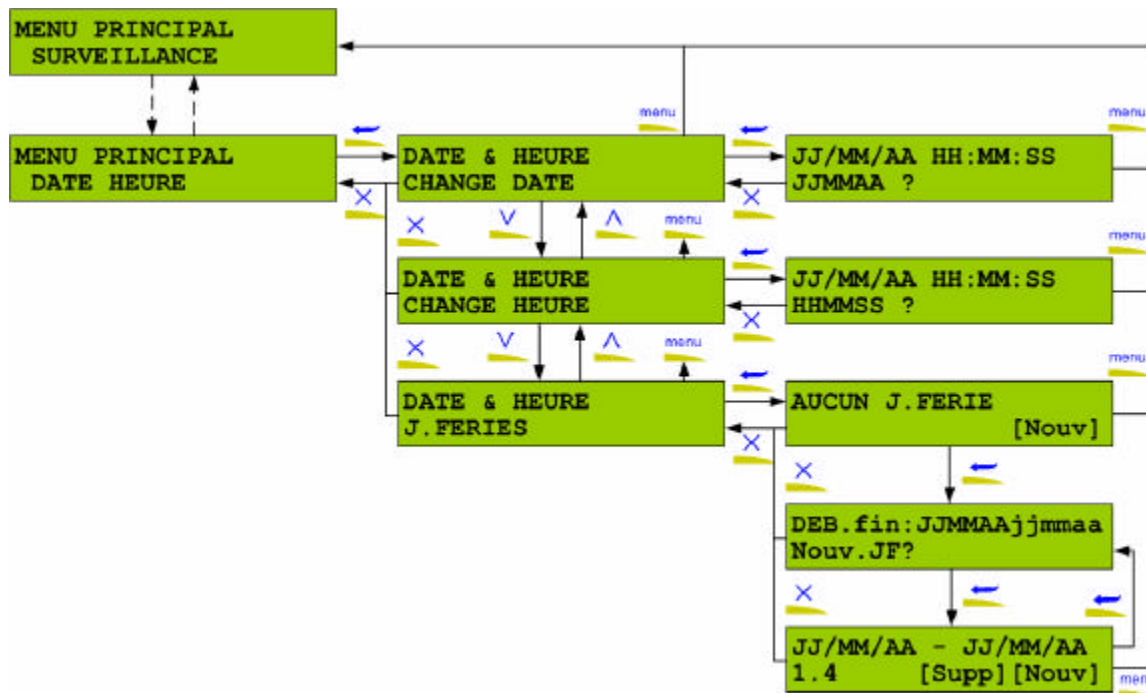 MENU PRINCIPAL
SURVEILLANCE
menu
menu
MENU PRINCIPAL
DATE HEURE
DATE & HEURE
CHANGE DATE
JJ/MM/AA HH:MM:SS
JJMMAA ?
menu
menu
DATE & HEURE
CHANGE HEURE
JJ/MM/AA HH:MM:SS
HHMMSS ?
menu
menu
DATE & HEURE
J.FERIES
AUCUN J.FERIE
[Nouv]
DEB.fin:JJMMAAjjmmaa
Nouv.JF?
JJ/MM/AA - JJ/MM/AA
1.4 [Supp][Nouv]